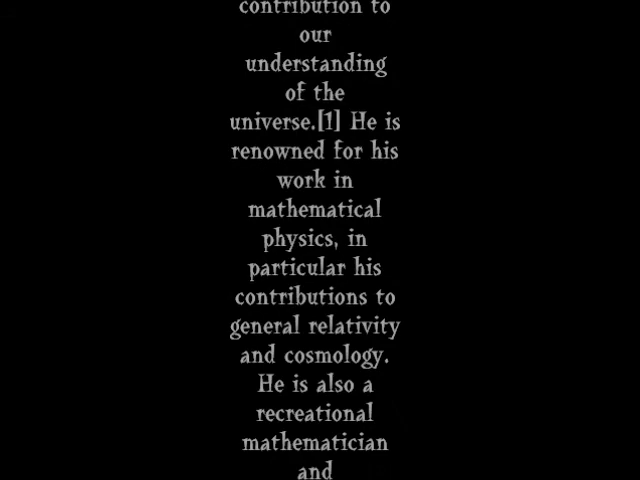 contribution to
our
understanding
of the
universe.[1] He is
renowned for his
work in
mathematical
physics, in
particular his
contributions to
general relativity
and cosmology.
He is also a
recreational
mathematician
and